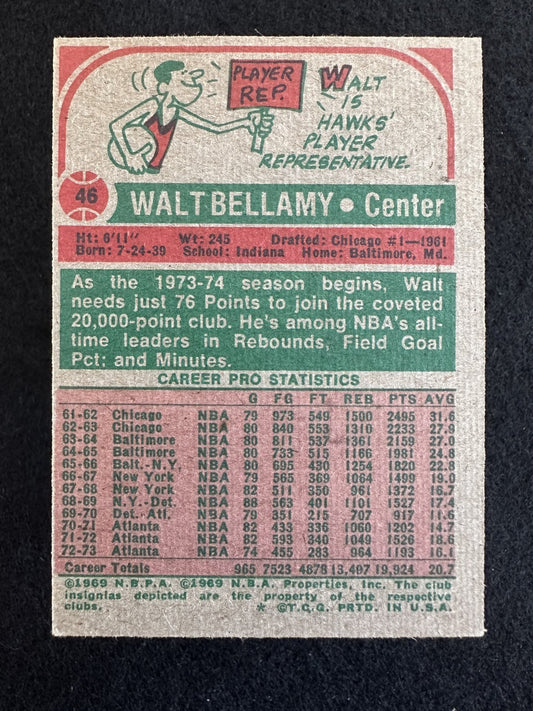 PLAYER
REP.
WALT
IS
HAWKS'
PLAYER
REPRESENTATIVE.
46
WALT BELLAMY • Center
Ht: 6'11" Wt: 245 Drafted: Chicago #1—1961
Born: 7-24-39 School: Indiana Home: Baltimore, Md.
As the 1973-74 season begins, Walt
needs just 76 Points to join the coveted
20,000-point club. He's among NBA's all-
time leaders in Rebounds, Field Goal
Pct; and Minutes.
CAREER PRO STATISTICS
G FG FT REB PTS AVG
61-62 Chicago NBA 79 973 549 1500 2495 31.6
62-63 Chicago NBA 80 840 553 1310 2233 27.9
63-64 Baltimore NBA 80 811 537 1361 2159 27.0
64-65 Baltimore NBA 80 733 515 1166 1981 24.8
65-66 Balt.-N.Y. NBA 80 695 430 1254 1820 22.8
66-67 New York NBA 79 565 369 1064 1499 19.0
67-68 New York NBA 82 511 350 961 1372 16.7
68-69 N.Y.-Det. NBA 88 563 401 1101 1527 17.4
69-70 Det.-Atl. NBA 79 351 215 707 917 11.6
70-71 Atlanta NBA 82 433 336 1060 1202 14.7
71-72 Atlanta NBA 82 593 340 1049 1526 18.6
72-73 Atlanta NBA 74 455 283 964 1193 16.1
Career Totals 965 7523 4878 13,497 19,924 20.7
©1969 N.B.P.A. ©1969 N.B.A. Properties, Inc. The club
insignias depicted are the property of the respective
clubs. * ©T.C.G. PRTD. IN U.S.A.